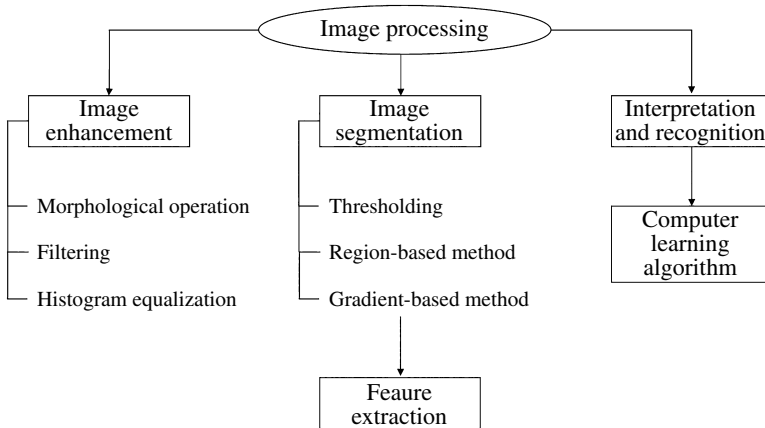 Image processing
Image
enhancement
Morphological operation
Filtering
Histogram equalization
Image
segmentation
Thresholding
Region-based method
Gradient-based method
Feaure
extraction
Interpretation
and recognition
Computer
learning
algorithm